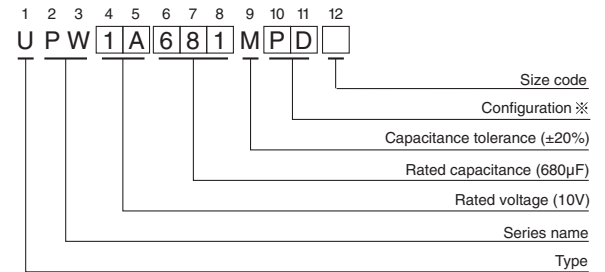 1 2 3 4 5 6 7 8 9 10 11 12
U P W 1 A 6 8 1 M P D
Size code
Configuration ※
Capacitance tolerance (±20%)
Rated capacitance (680µF)
Rated voltage (10V)
Series name
Type